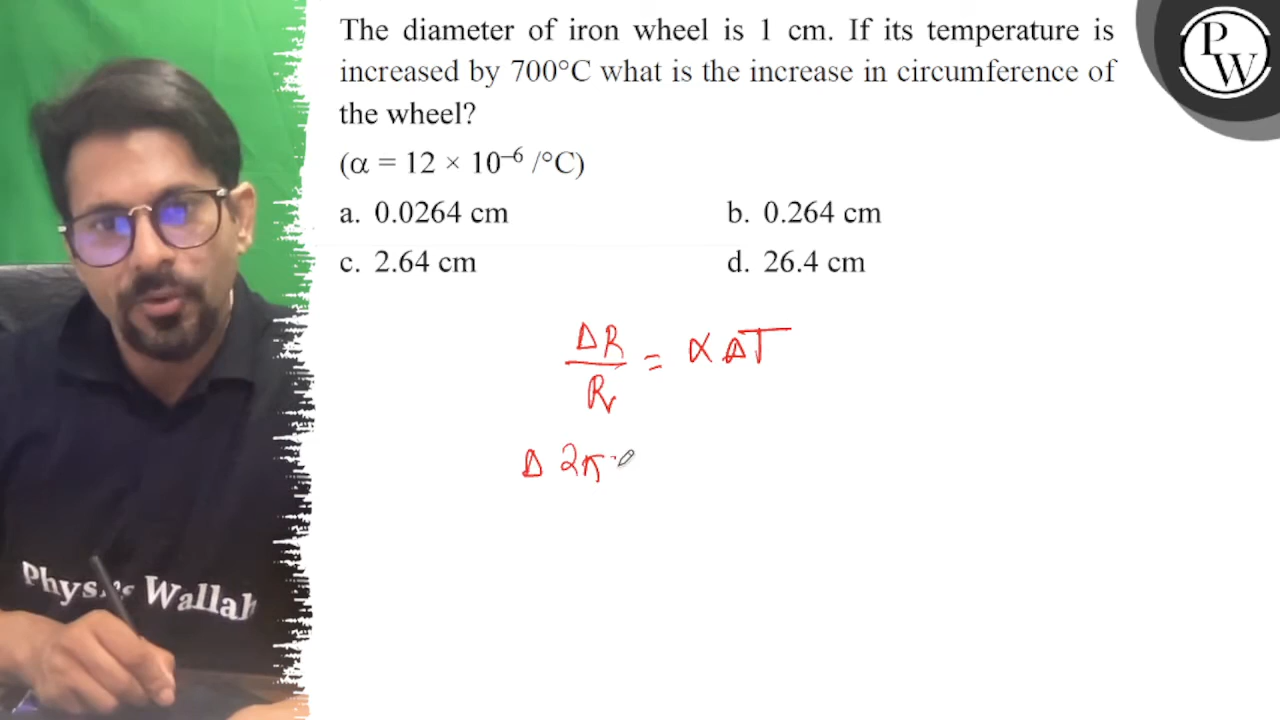 The diameter of iron wheel is 1 cm. If its temperature is
increased by 700°C what is the increase in circumference of
the wheel?
(α = 12 × 10⁻⁶ /°C)
a. 0.0264 cm
b. 0.264 cm
c. 2.64 cm
d. 26.4 cm
ΔR/R = α ΔT
Δ 2π
PW
Physics Wallah